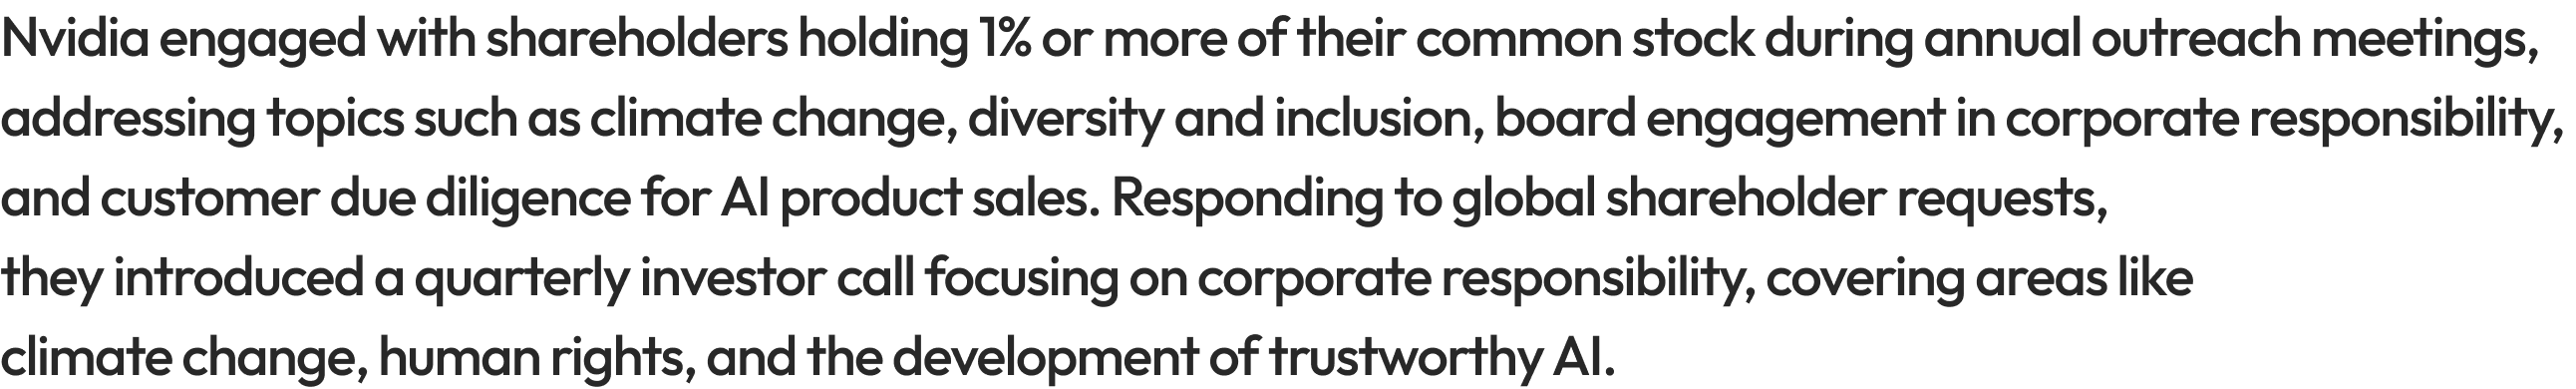 Nvidia engaged with shareholders holding 1% or more of their common stock during annual outreach meetings,
addressing topics such as climate change, diversity and inclusion, board engagement in corporate responsibility,
and customer due diligence for AI product sales. Responding to global shareholder requests,
they introduced a quarterly investor call focusing on corporate responsibility, covering areas like
climate change, human rights, and the development of trustworthy AI.